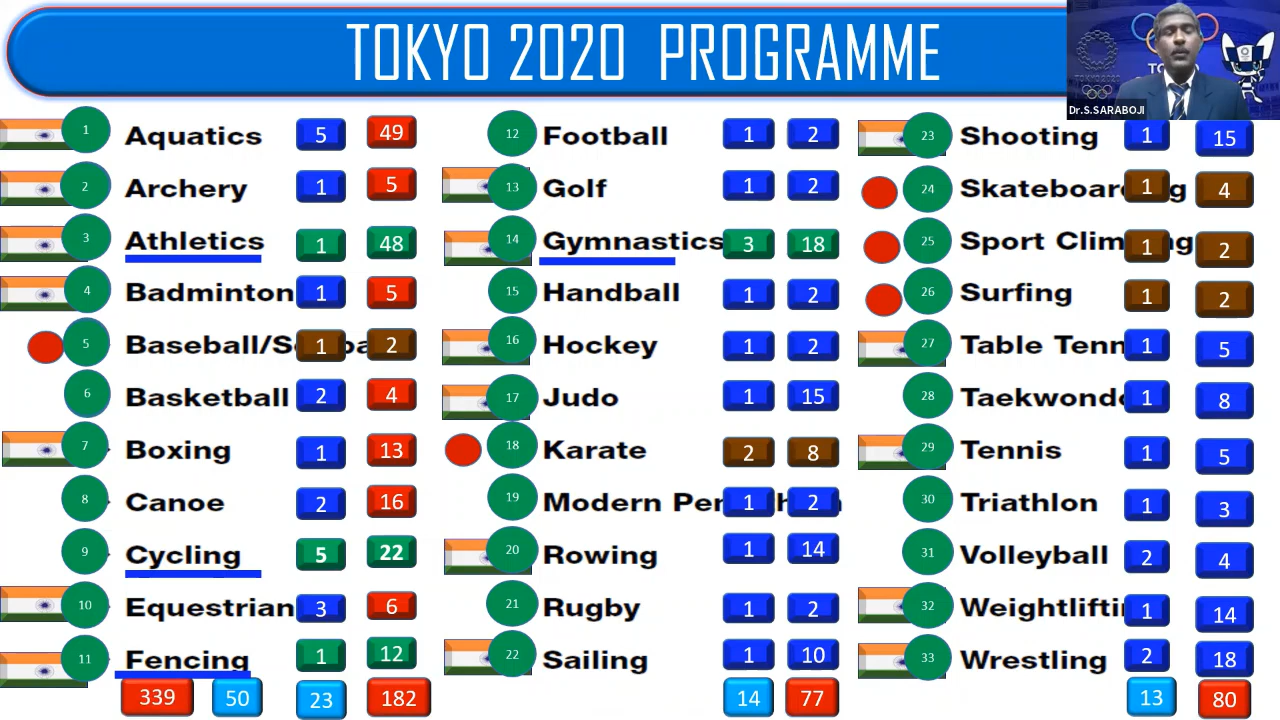 TOKYO 2020 PROGRAMME
Dr.S.SARABOJI
1 Aquatics 5 49
2 Archery 1 5
3 Athletics 1 48
4 Badminton 1 5
5 Baseball/S 1 2
6 Basketball 2 4
7 Boxing 1 13
8 Canoe 2 16
9 Cycling 5 22
10 Equestrian 3 6
11 Fencing 1 12
339 50 23 182
12 Football 1 2
13 Golf 1 2
14 Gymnastics 3 18
15 Handball 1 2
16 Hockey 1 2
17 Judo 1 15
18 Karate 2 8
19 Modern Pen 1 2
20 Rowing 1 14
21 Rugby 1 2
22 Sailing 1 10
14 77
23 Shooting 1 15
24 Skateboarding 1 4
25 Sport Climbing 1 2
26 Surfing 1 2
27 Table Tenn 1 5
28 Taekwondo 1 8
29 Tennis 1 5
30 Triathlon 1 3
31 Volleyball 2 4
32 Weightlifti 1 14
33 Wrestling 2 18
13 80